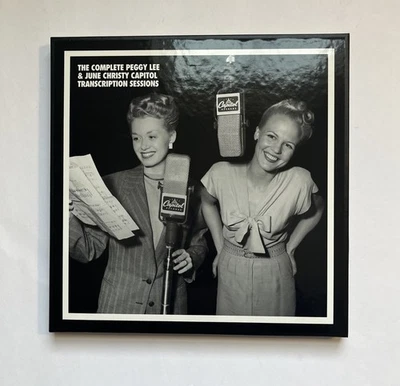 THE COMPLETE PEGGY LEE
& JUNE CHRISTY CAPITOL
TRANSCRIPTION SESSIONS
Capitol
Capitol